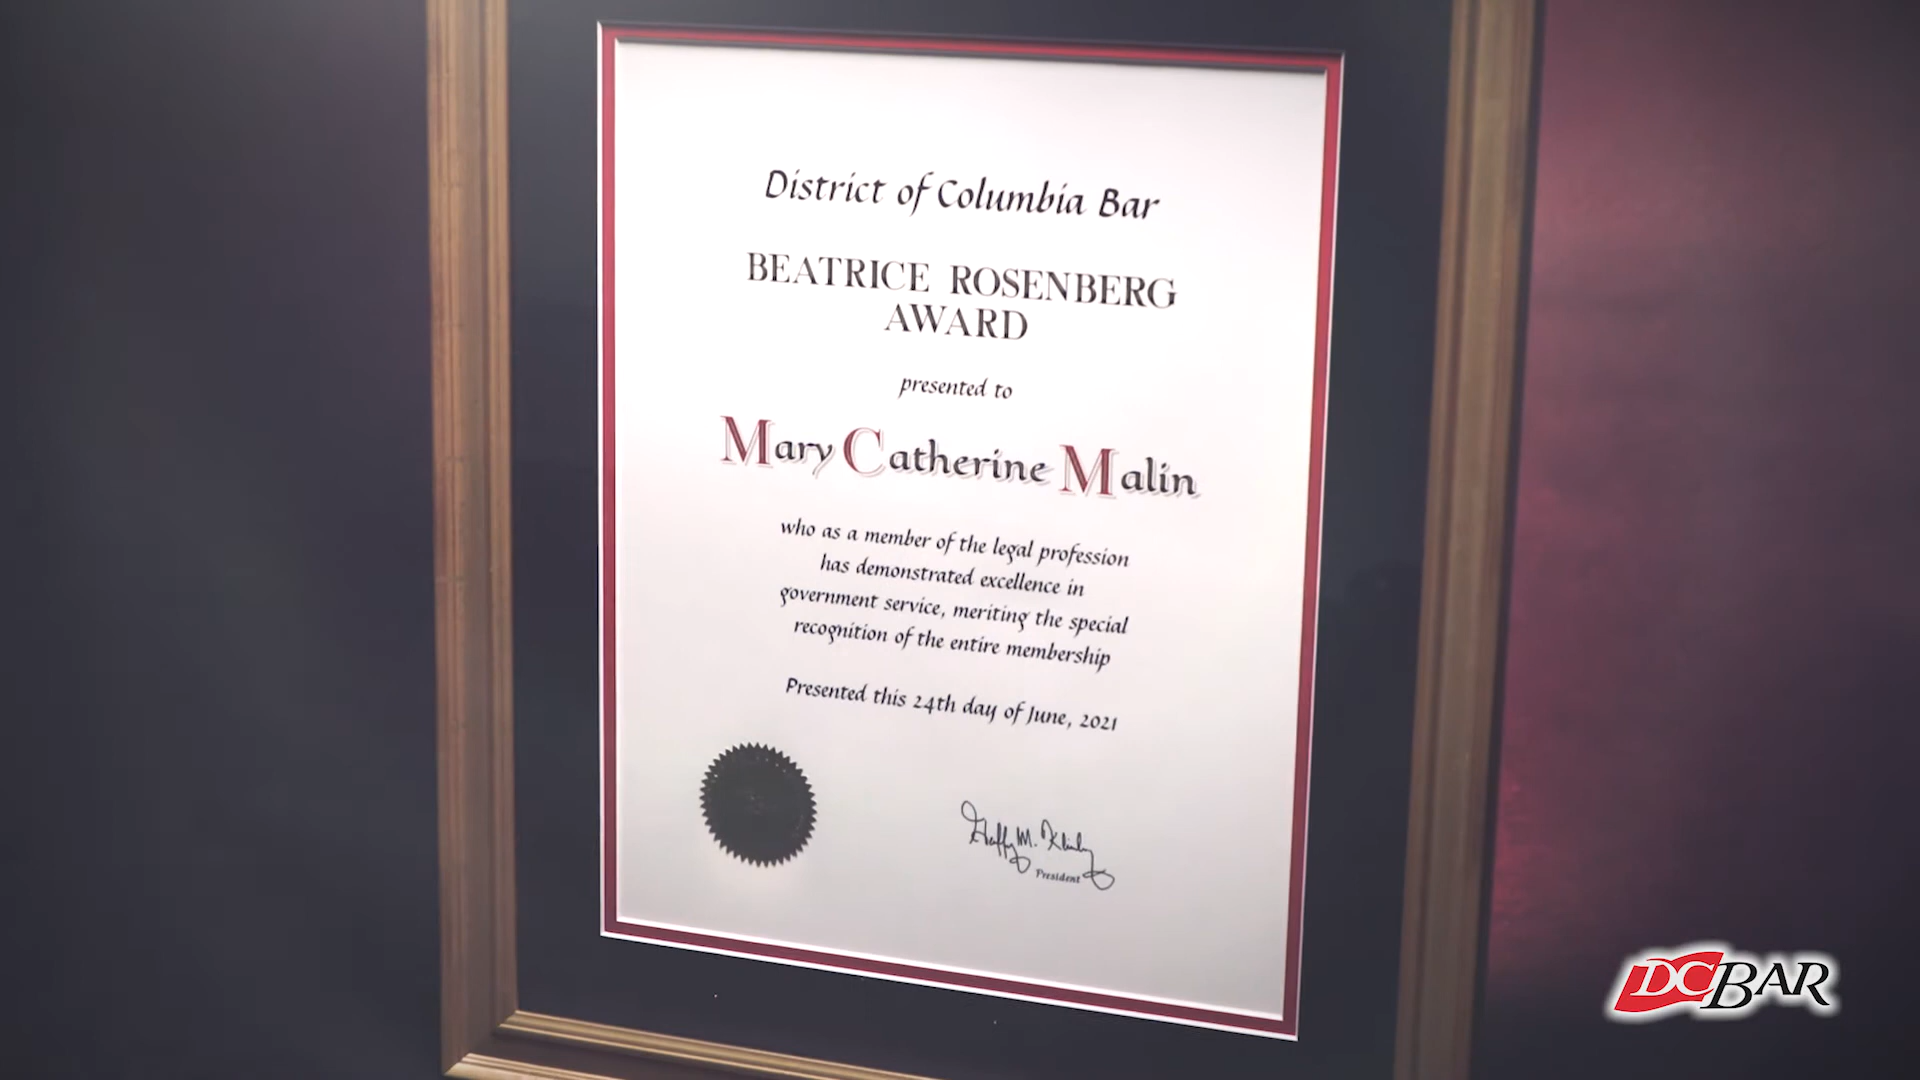 District of Columbia Bar
BEATRICE ROSENBERG
AWARD
presented to
Mary Catherine Malin
who as a member of the legal profession
has demonstrated excellence in
government service, meriting the special
recognition of the entire membership
Presented this 24th day of June, 2021
President
DC BAR